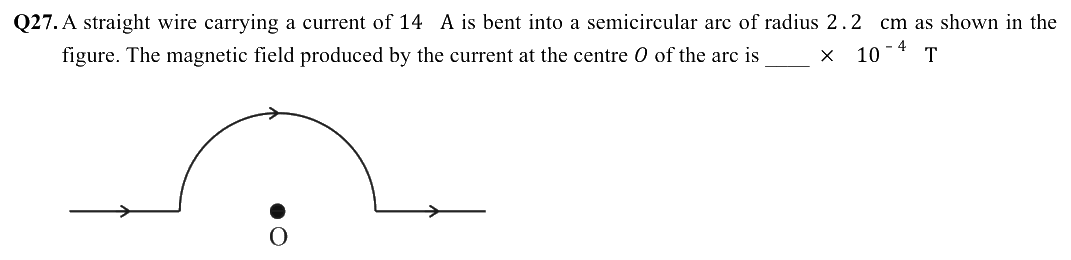 Q27. A straight wire carrying a current of 14 A is bent into a semicircular arc of radius 2.2 cm as shown in the
figure. The magnetic field produced by the current at the centre O of the arc is ____ × 10⁻⁴ T
O